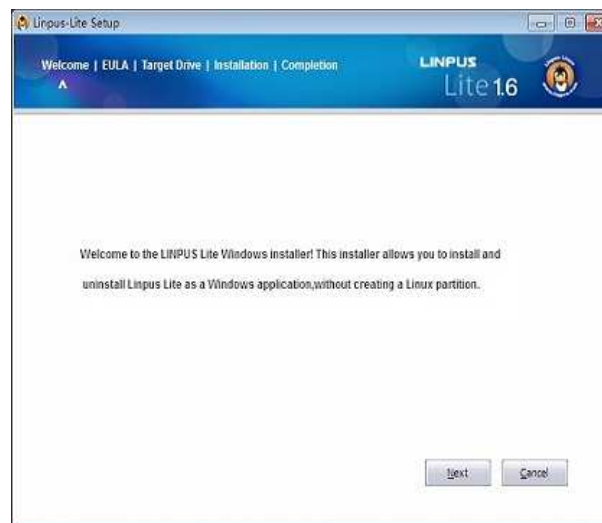 Linpus-Lite Setup
Welcome | EULA | Target Drive | Installation | Completion
^
LINPUS
Lite 1.6
Welcome to the LINPUS Lite Windows installer! This installer allows you to install and
uninstall Linpus Lite as a Windows application,without creating a Linux partition.
Next
Cancel